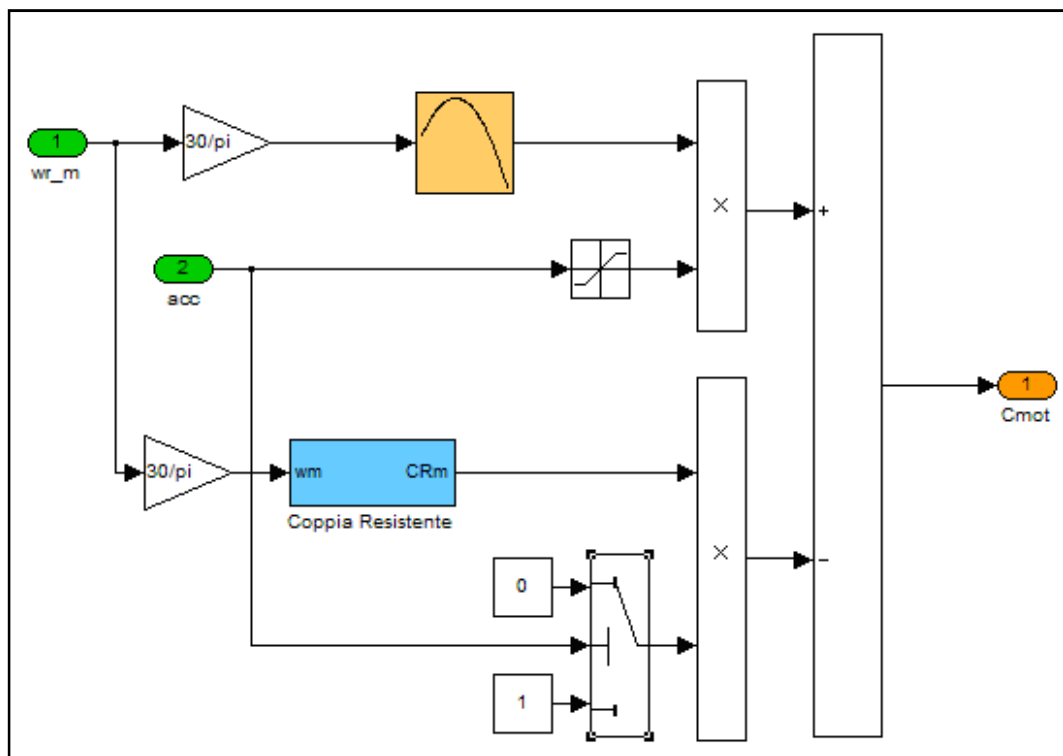 1
wr_m
30/pi
2
acc
×
+
1
Cmot
30/pi
wm
CRm
Coppia Resistente
×
−
0
1